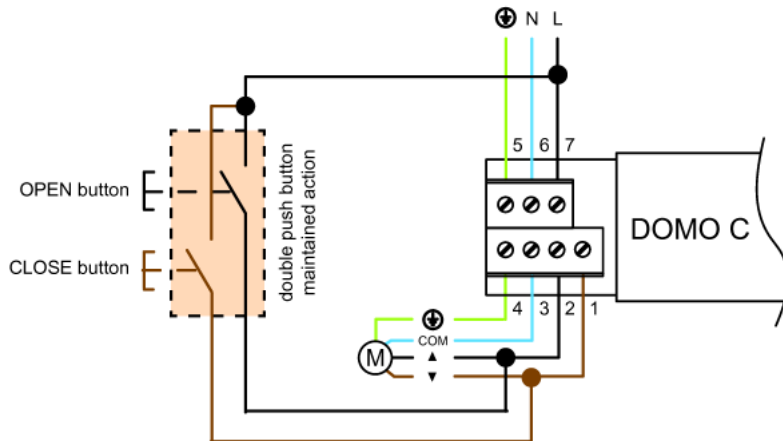 N L
5 6 7
OPEN button
CLOSE button
double push button
maintained action
DOMO C
4 3 2 1
COM
M
▲
▼